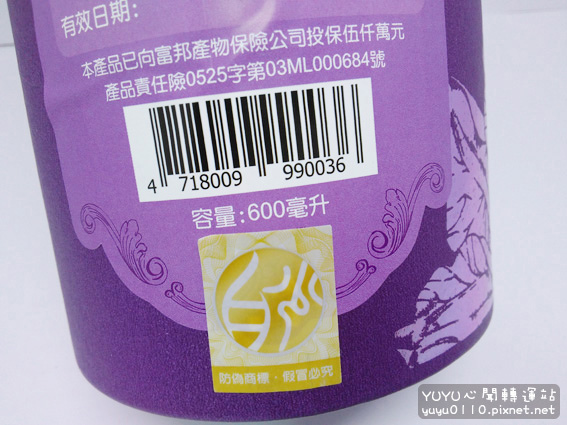 有效日期:
本產品已向富邦產物保險公司投保伍仟萬元
產品責任險0525字第03ML000684號
4 718009 990036
容量:600毫升
防偽商標，假冒必究
YUYU心閒轉運站
yuyu0110.pixnet.net